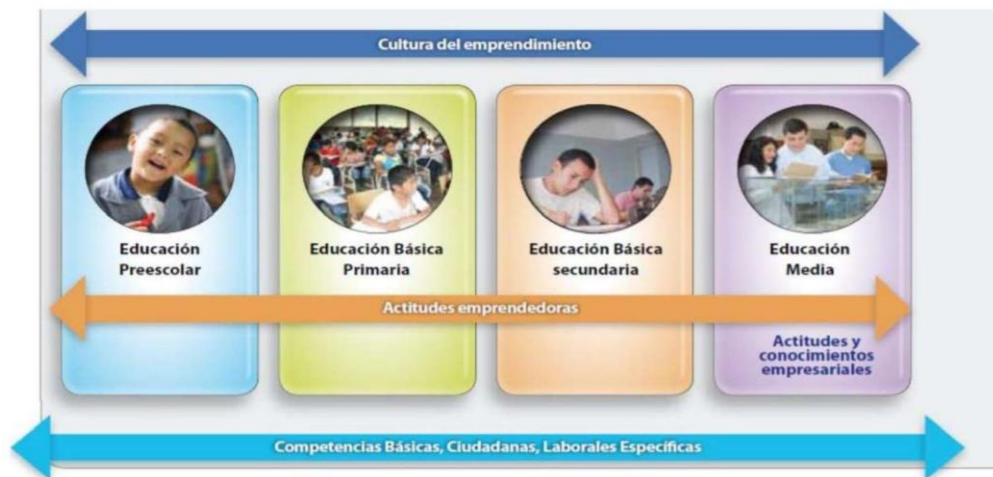 Cultura del emprendimiento
Educación
Preescolar
Educación Básica
Primaria
Educación Básica
secundaria
Educación
Media
Actitudes emprendedoras
Actitudes y
conocimientos
empresariales
Competencias Básicas, Ciudadanas, Laborales Específicas